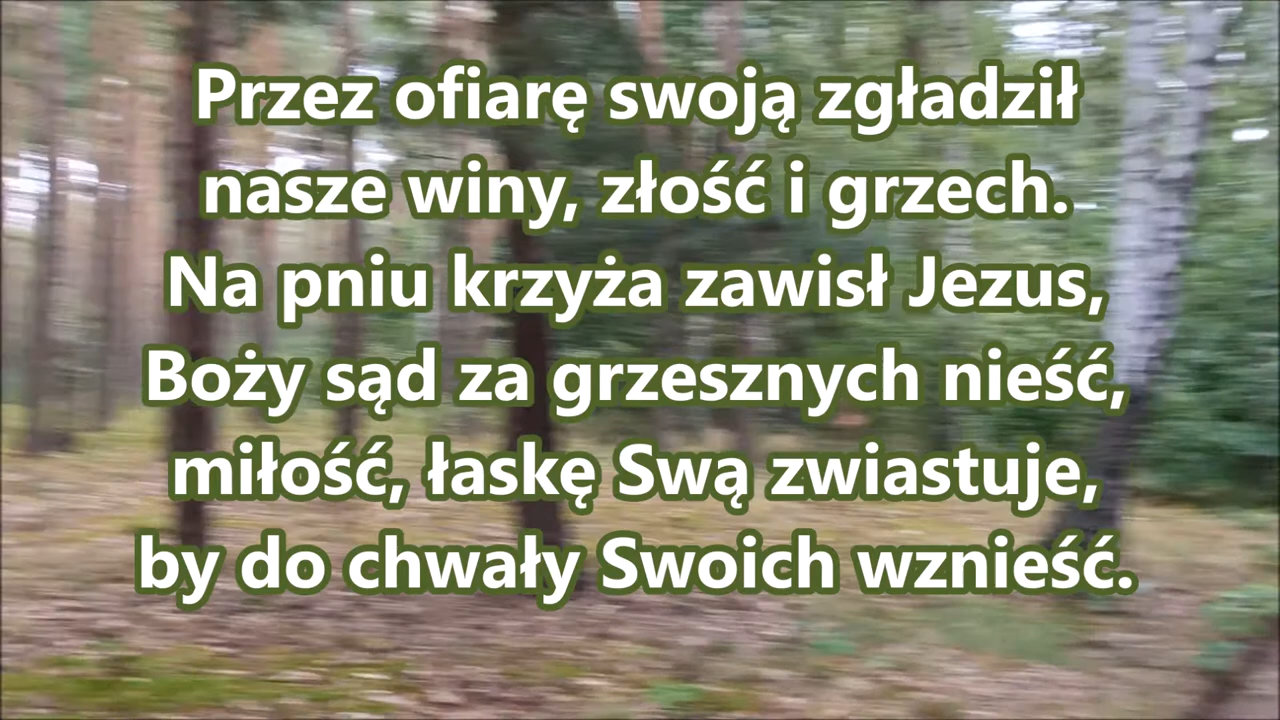 Przez ofiarę swoją zgładził
nasze winy, złość i grzech.
Na pniu krzyża zawisł Jezus,
Boży sąd za grzesznych nieść,
miłość, łaskę Swą zwiastuje,
by do chwały Swoich wznieść.